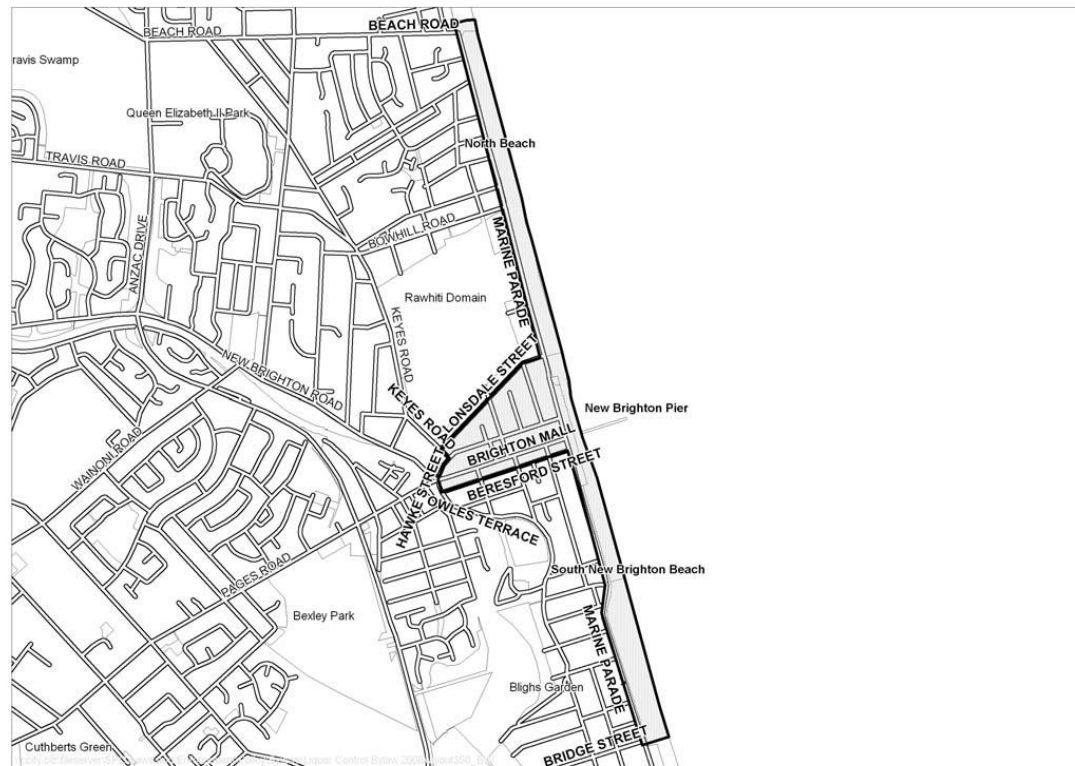 BEACH ROAD
BEACH ROAD
ravis Swamp
Queen Elizabeth II Park
North Beach
TRAVIS ROAD
ANZAC DRIVE
BOWHILL ROAD
MARINE PARADE
Rawhiti Domain
KEYES ROAD
NEW BRIGHTON ROAD
LONSDALE STREET
KEYES ROAD
New Brighton Pier
WAINONI ROAD
BRIGHTON MALL
HAWKE STREET
BERESFORD STREET
OWLES TERRACE
PAGES ROAD
South New Brighton Beach
Bexley Park
MARINE PARADE
Blighs Garden
Cuthberts Green
BRIDGE STREET
Liquor Control Bylaw